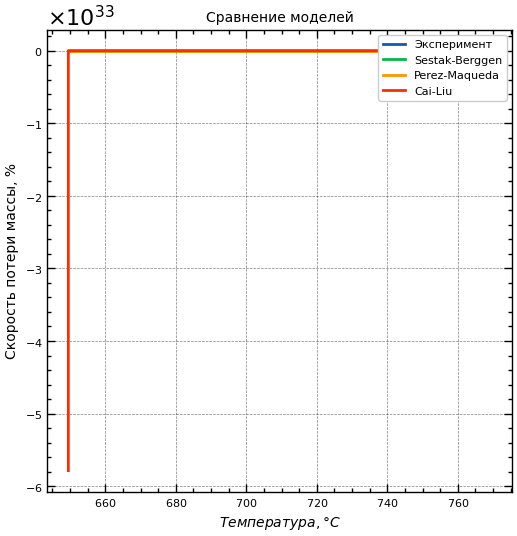 ×10³³
Сравнение моделей
Эксперимент
Sestak-Berggen
Perez-Maqueda
Cai-Liu
Скорость потери массы, %
0
−1
−2
−3
−4
−5
−6
660 680 700 720 740 760
Температура, °C